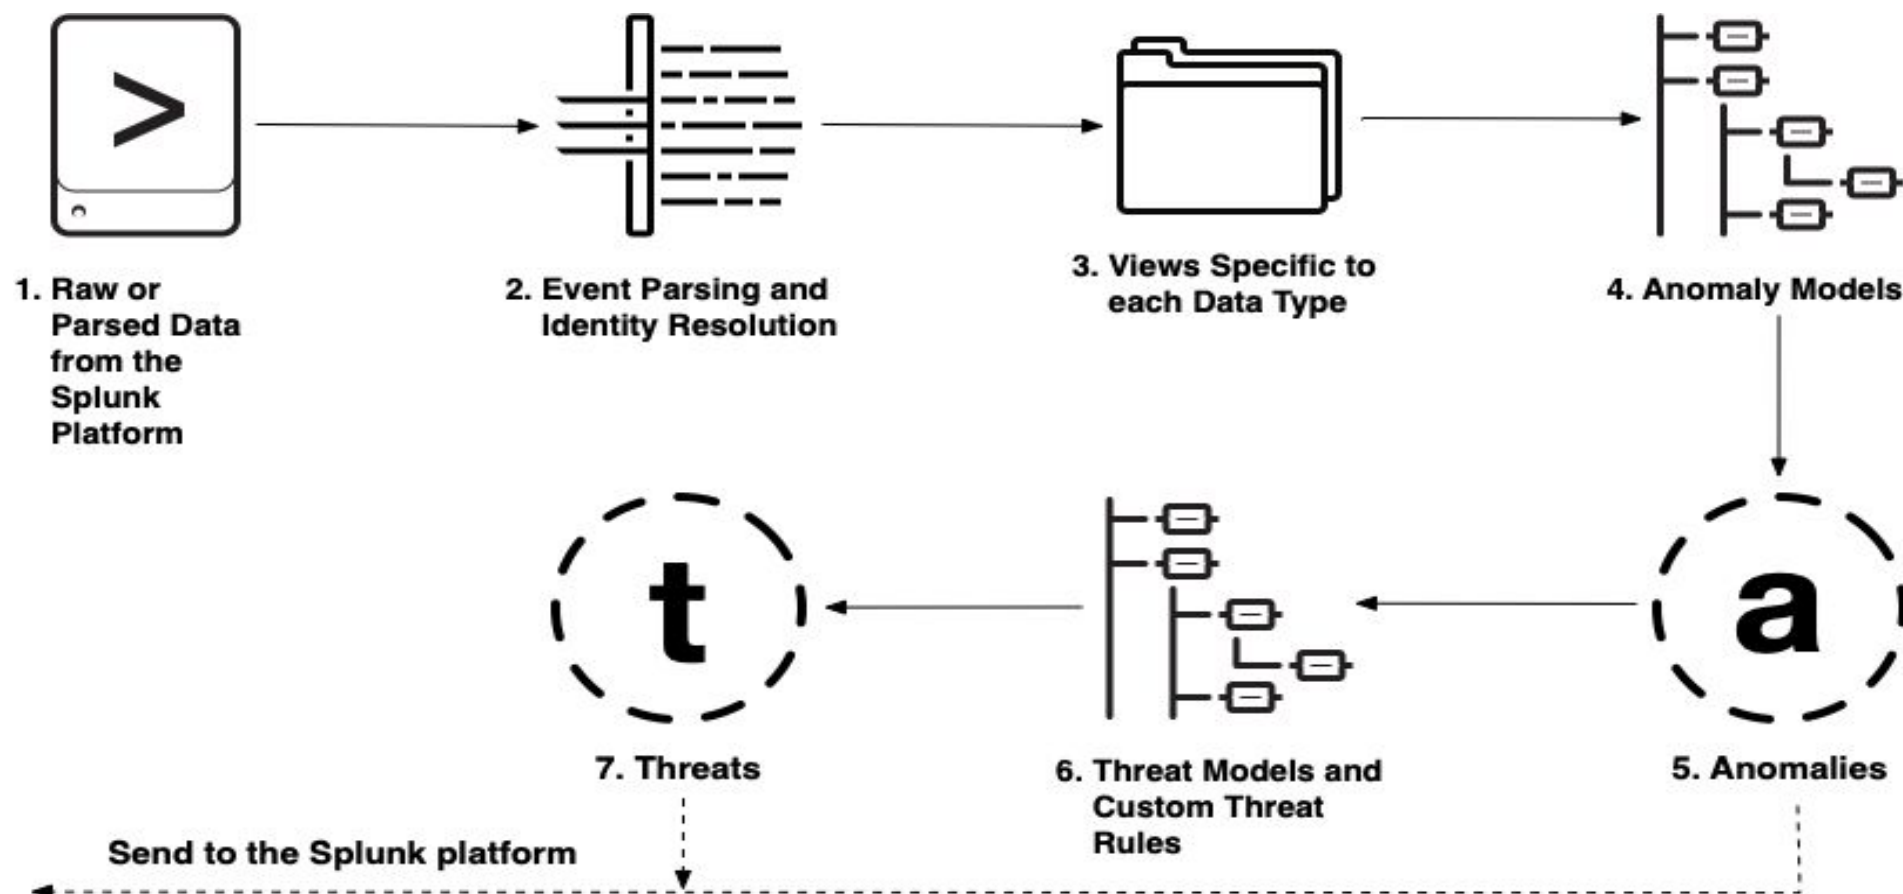 >
1. Raw or
Parsed Data
from the
Splunk
Platform
2. Event Parsing and
Identity Resolution
3. Views Specific to
each Data Type
4. Anomaly Models
a
5. Anomalies
6. Threat Models and
Custom Threat
Rules
t
7. Threats
Send to the Splunk platform